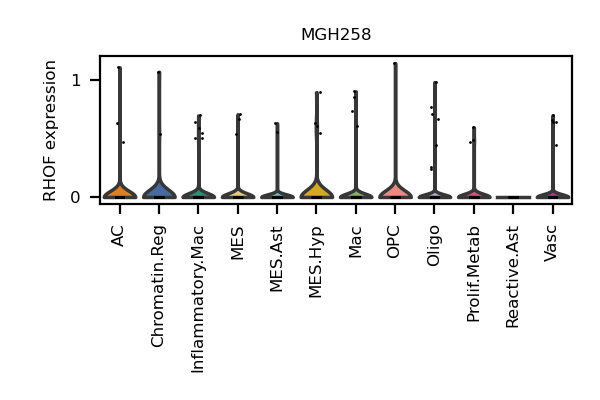 MGH258
RHOF expression
1
0
AC
Chromatin.Reg
Inflammatory.Mac
MES
MES.Ast
MES.Hyp
Mac
OPC
Oligo
Prolif.Metab
Reactive.Ast
Vasc